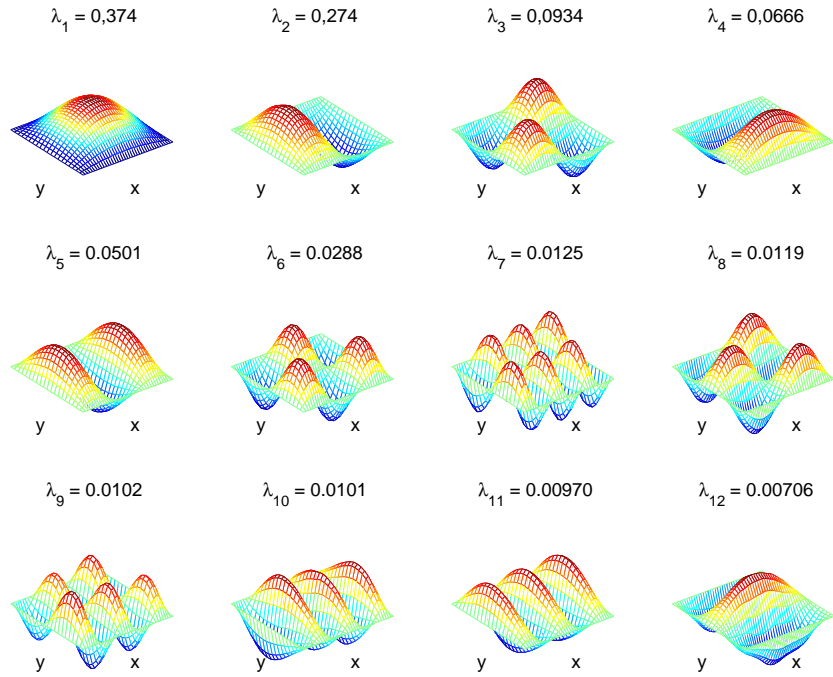 λ1 = 0,374 λ2 = 0,274 λ3 = 0,0934 λ4 = 0,0666
y x y x y x y x
λ5 = 0.0501 λ6 = 0.0288 λ7 = 0.0125 λ8 = 0.0119
y x y x y x y x
λ9 = 0.0102 λ10 = 0.0101 λ11 = 0.00970 λ12 = 0.00706
y x y x y x y x